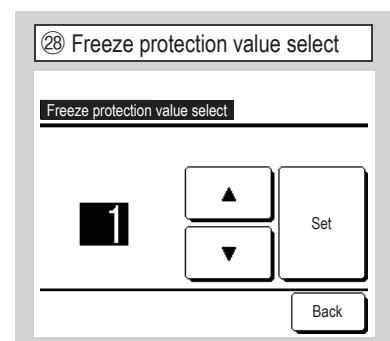 ㉘ Freeze protection value select
Freeze protection value select
1
▲
Set
▼
Back